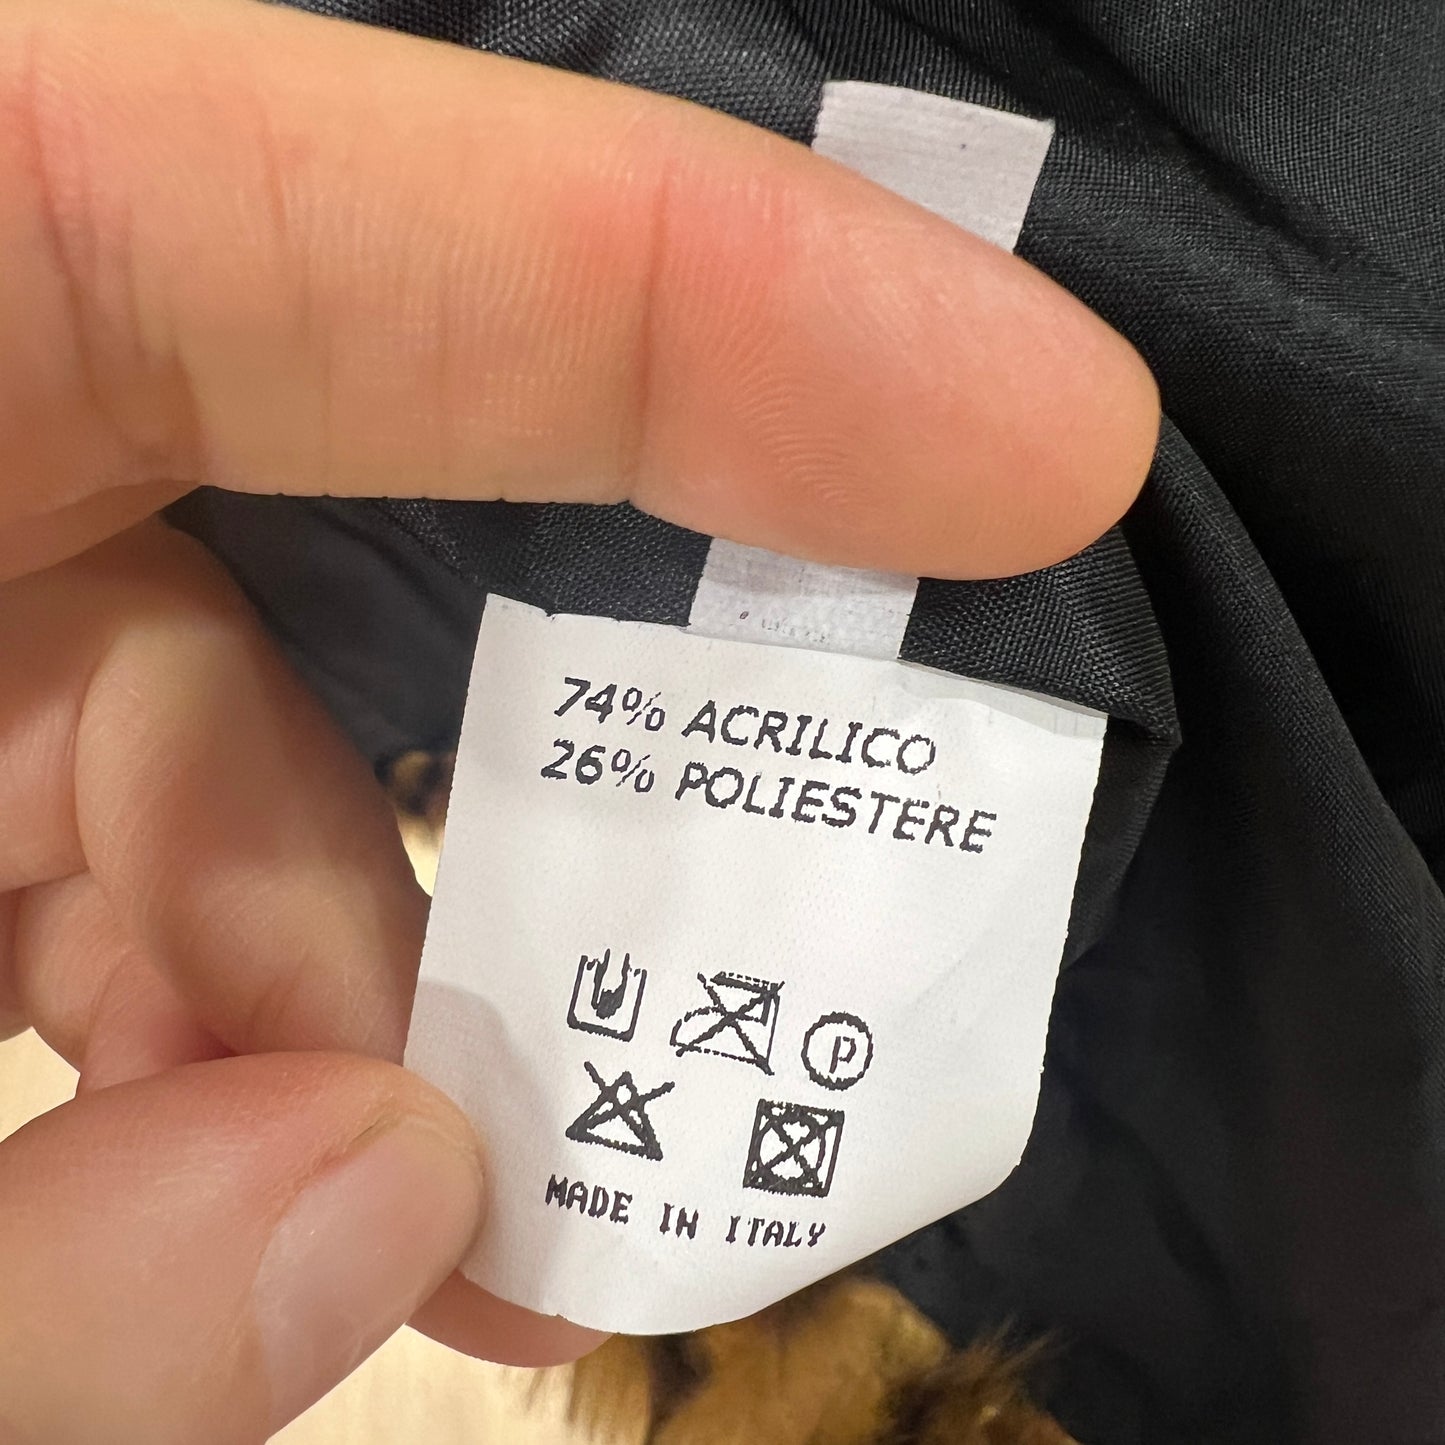 74% ACRILICO
26% POLIESTERE
P
MADE IN ITALY